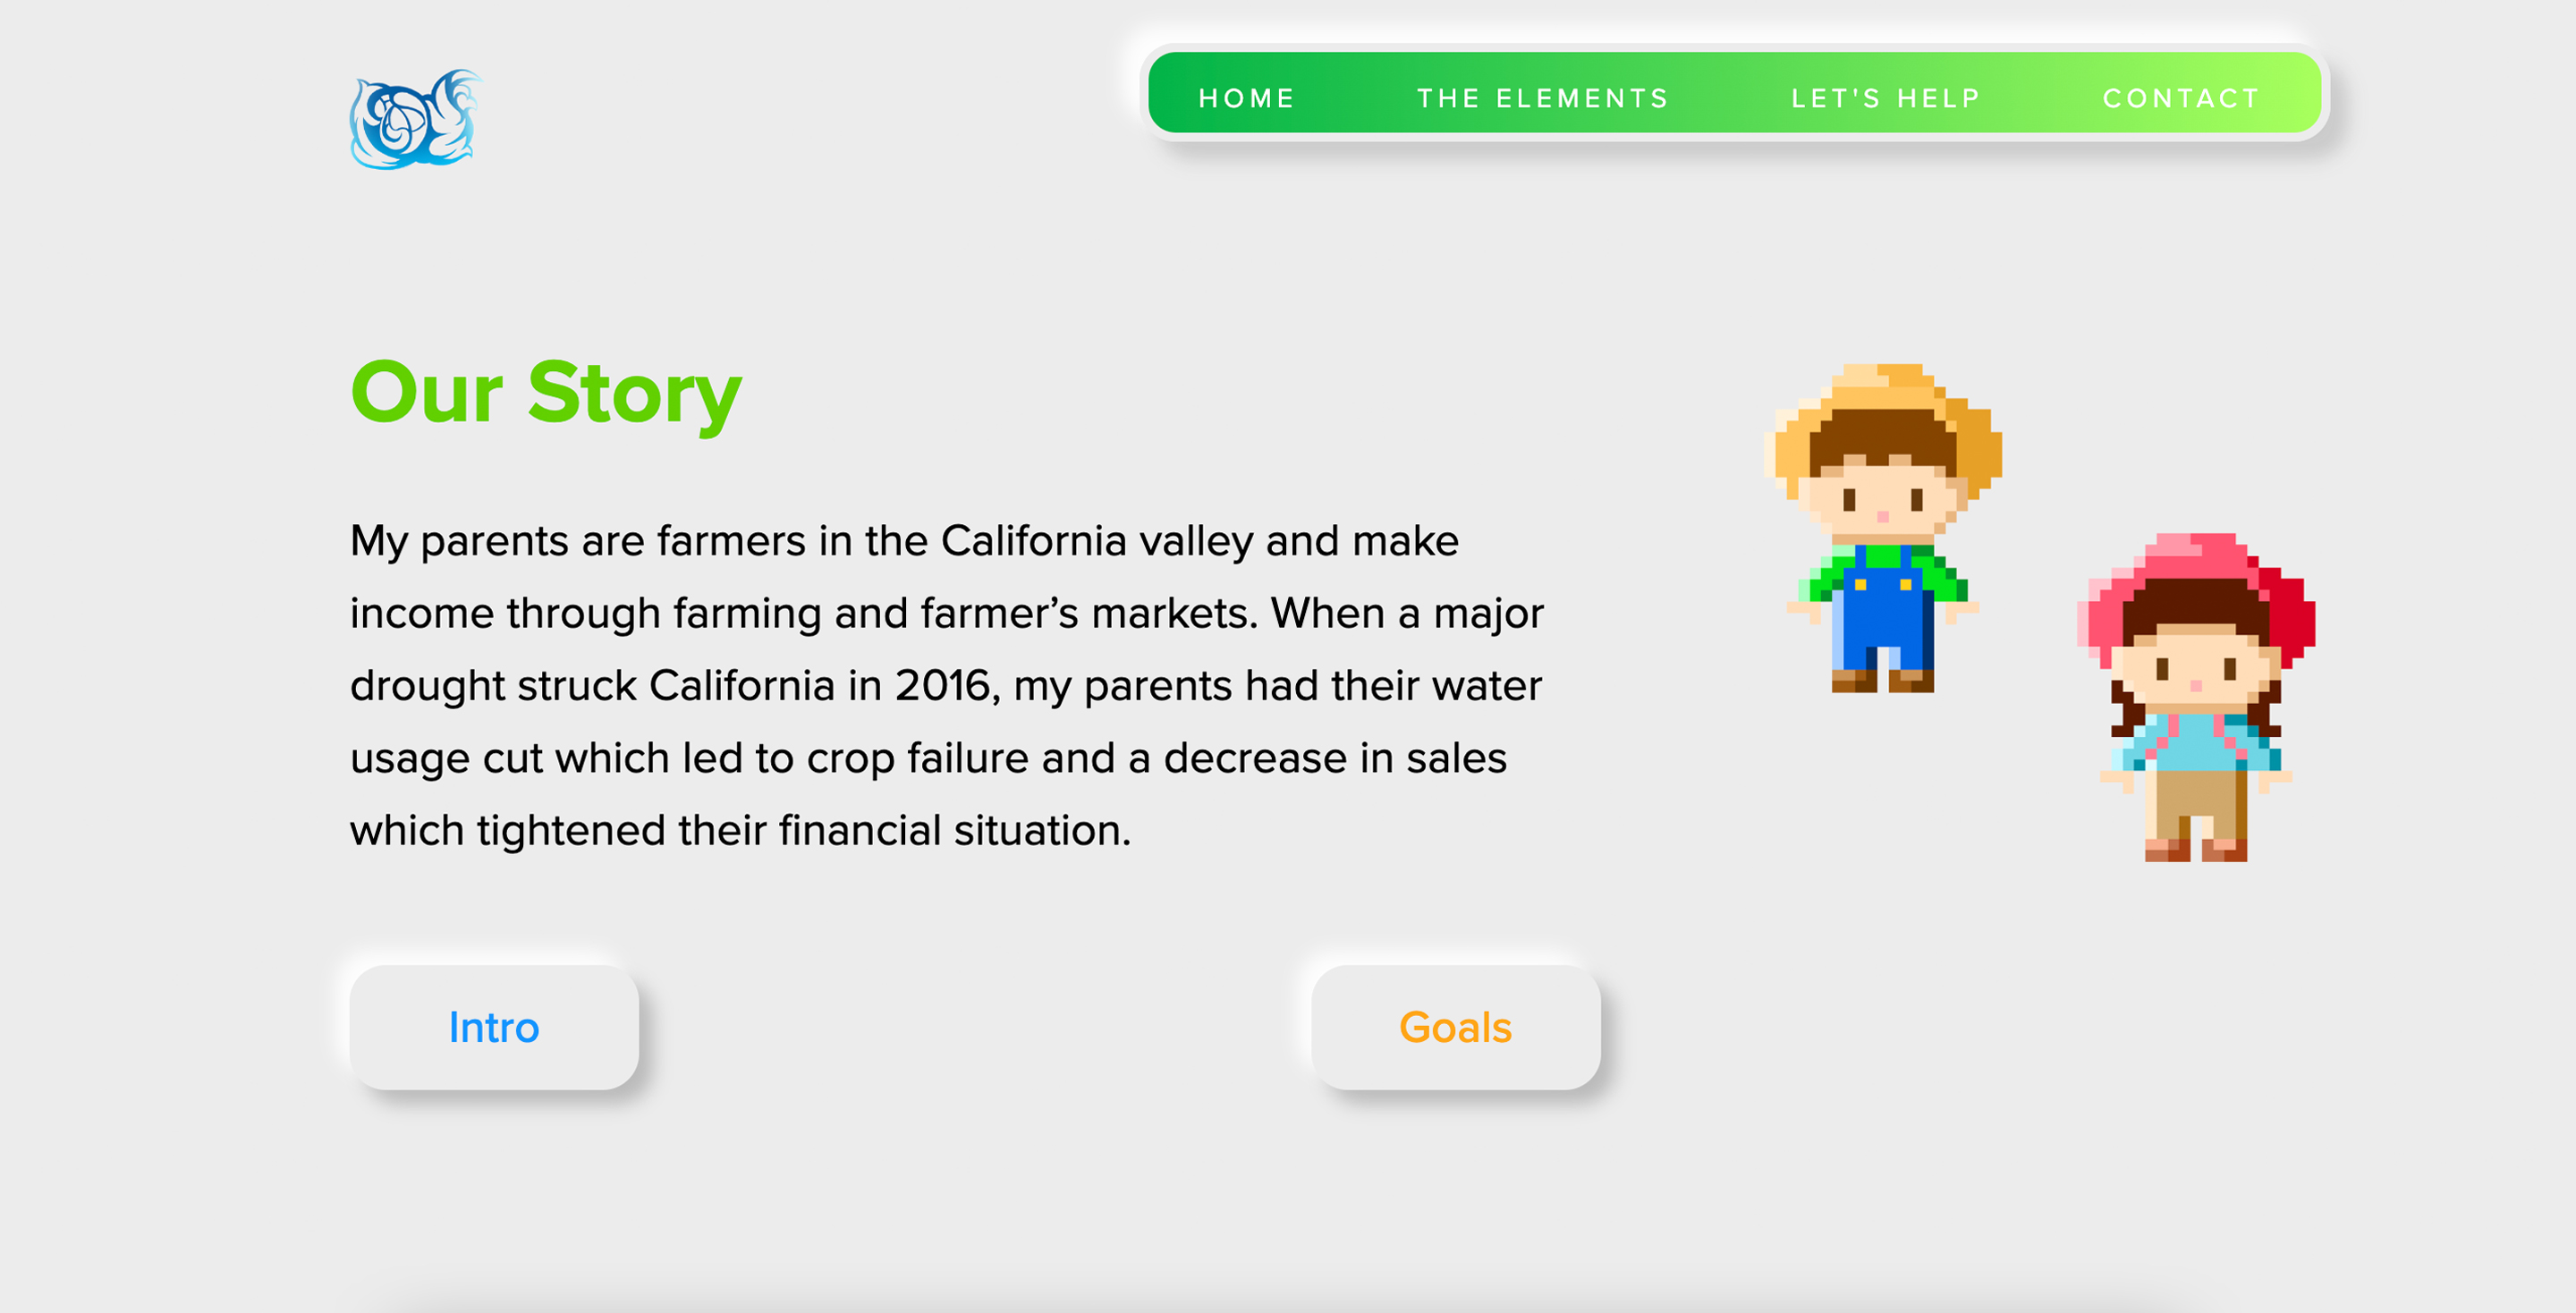 HOME THE ELEMENTS LET'S HELP CONTACT
Our Story
My parents are farmers in the California valley and make
income through farming and farmer’s markets. When a major
drought struck California in 2016, my parents had their water
usage cut which led to crop failure and a decrease in sales
which tightened their financial situation.
Intro Goals